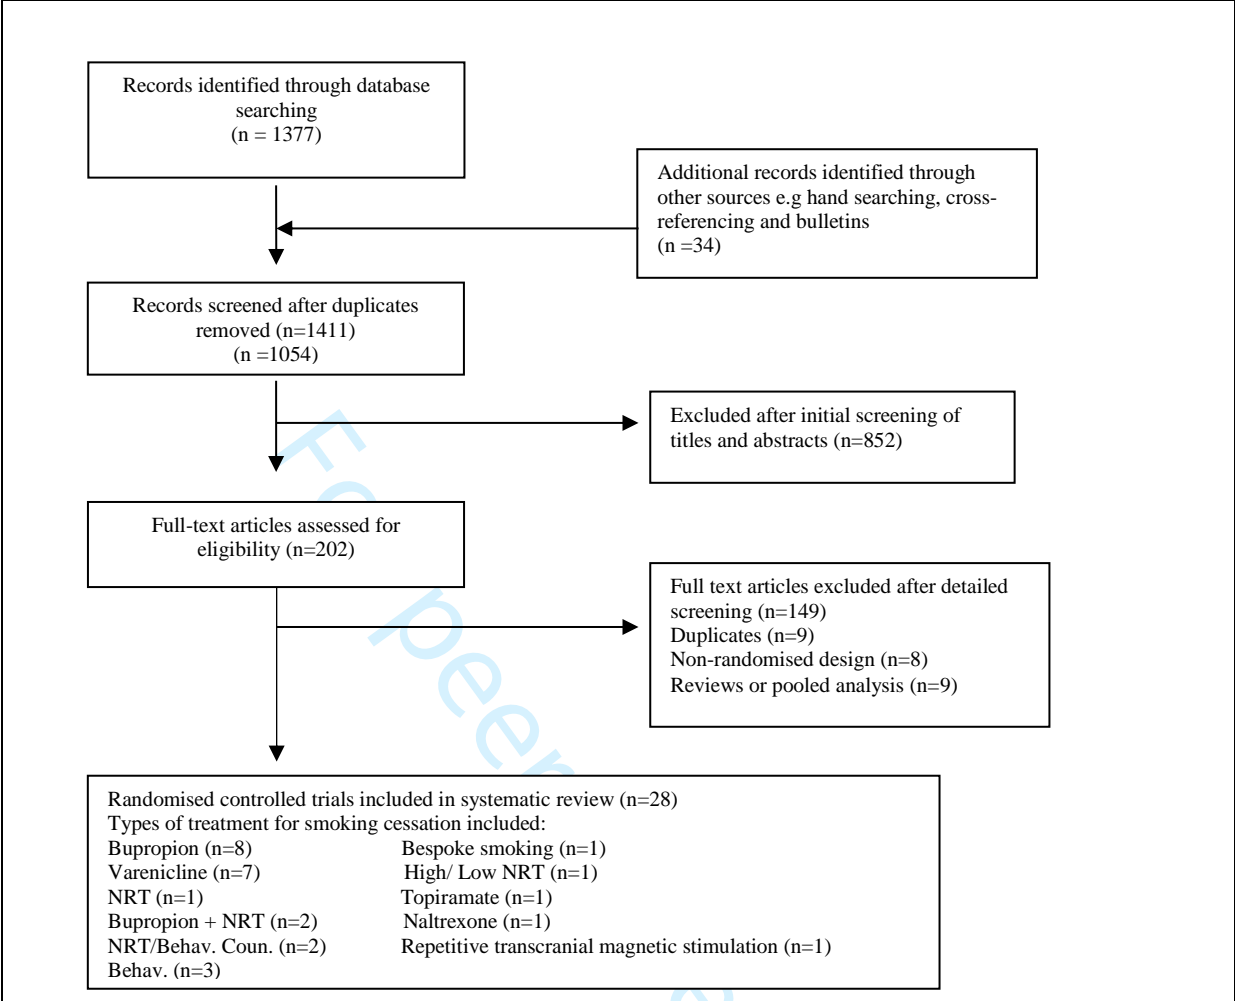 Records identified through database
searching
(n = 1377)
Additional records identified through
other sources e.g hand searching, cross-
referencing and bulletins
(n =34)
Records screened after duplicates
removed (n=1411)
(n =1054)
Excluded after initial screening of
titles and abstracts (n=852)
Full-text articles assessed for
eligibility (n=202)
Full text articles excluded after detailed
screening (n=149)
Duplicates (n=9)
Non-randomised design (n=8)
Reviews or pooled analysis (n=9)
Randomised controlled trials included in systematic review (n=28)
Types of treatment for smoking cessation included:
Bupropion (n=8) Bespoke smoking (n=1)
Varenicline (n=7) High/ Low NRT (n=1)
NRT (n=1) Topiramate (n=1)
Bupropion + NRT (n=2) Naltrexone (n=1)
NRT/Behav. Coun. (n=2) Repetitive transcranial magnetic stimulation (n=1)
Behav. (n=3)
For peer